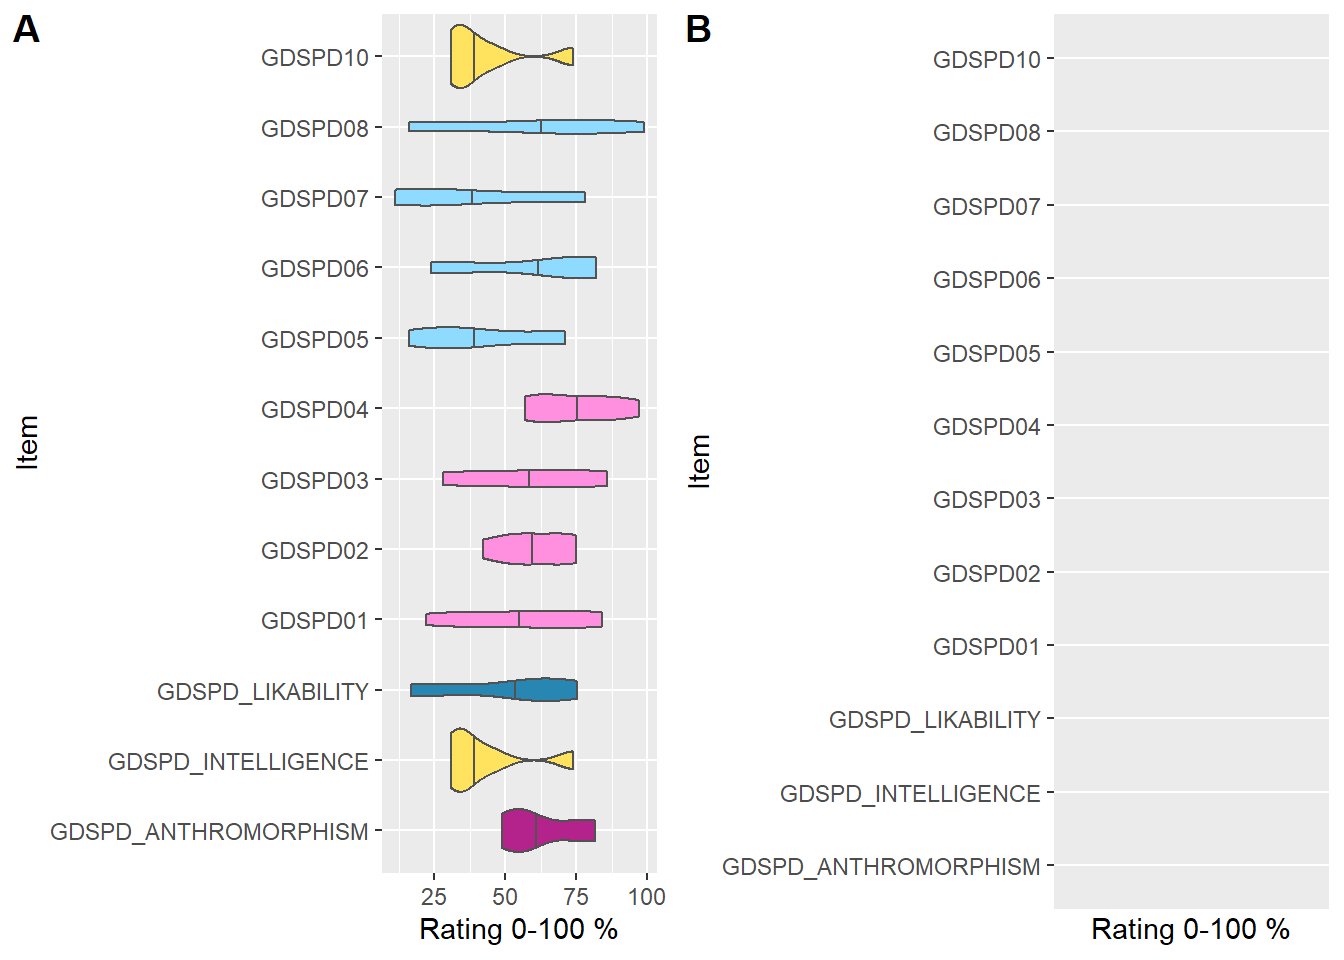 A
GDSPD10
GDSPD08
GDSPD07
GDSPD06
GDSPD05
GDSPD04
GDSPD03
GDSPD02
GDSPD01
GDSPD_LIKABILITY
GDSPD_INTELLIGENCE
GDSPD_ANTHROMORPHISM
Item
25 50 75 100
Rating 0-100 %
B
GDSPD10
GDSPD08
GDSPD07
GDSPD06
GDSPD05
GDSPD04
GDSPD03
GDSPD02
GDSPD01
GDSPD_LIKABILITY
GDSPD_INTELLIGENCE
GDSPD_ANTHROMORPHISM
Item
Rating 0-100 %